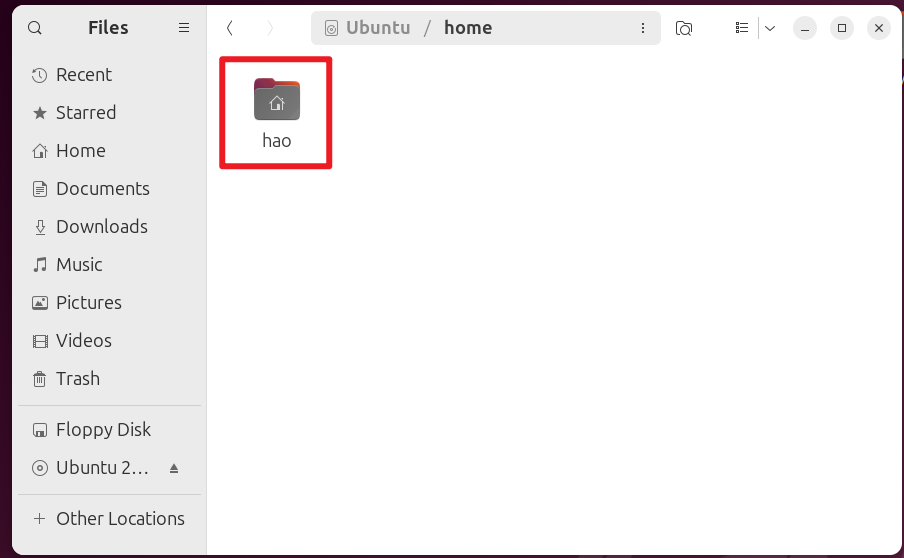 Files
Ubuntu / home
Recent
Starred
Home
Documents
Downloads
Music
Pictures
Videos
Trash
Floppy Disk
Ubuntu 2...
Other Locations
hao